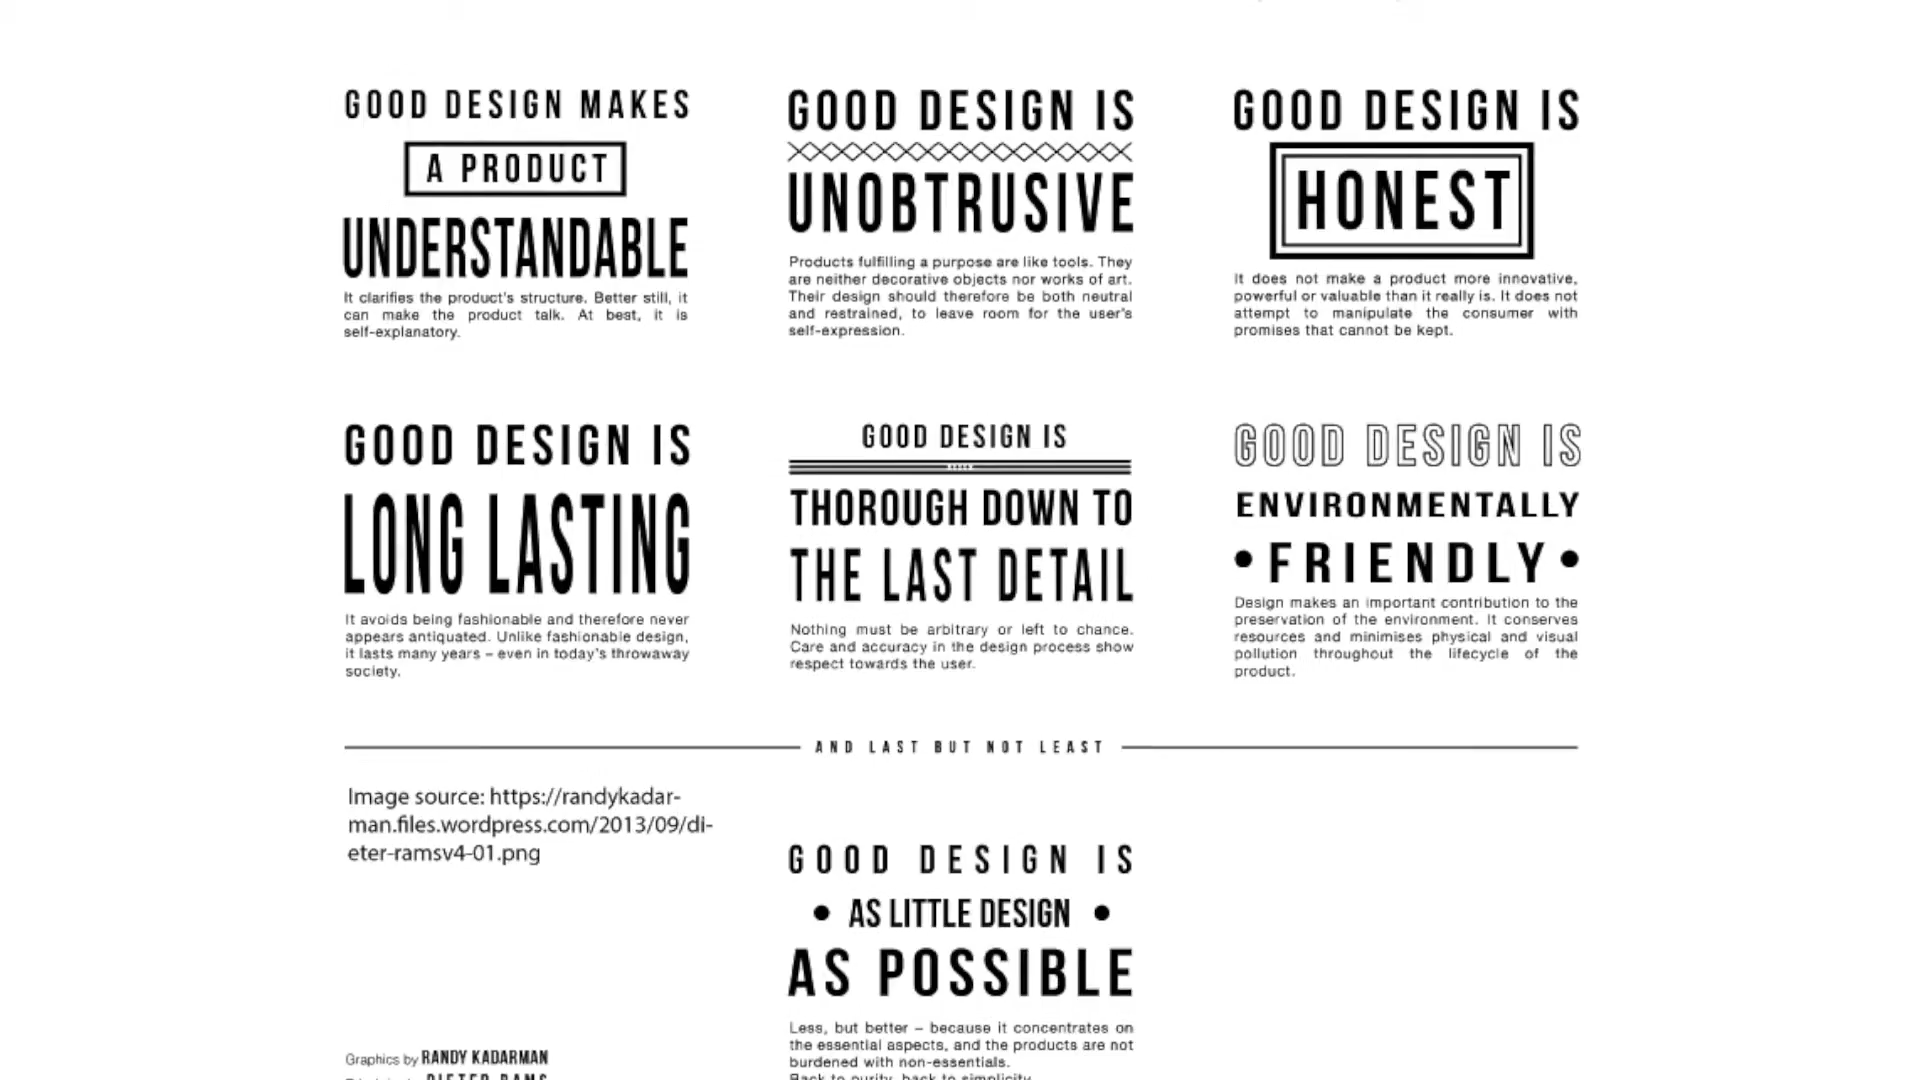 GOOD DESIGN MAKES
A PRODUCT
UNDERSTANDABLE
It clarifies the product's structure. Better still, it
can make the product talk. At best, it is
self-explanatory.
GOOD DESIGN IS
UNOBTRUSIVE
Products fulfilling a purpose are like tools. They
are neither decorative objects nor works of art.
Their design should therefore be both neutral
and restrained, to leave room for the user's
self-expression.
GOOD DESIGN IS
HONEST
It does not make a product more innovative,
powerful or valuable than it really is. It does not
attempt to manipulate the consumer with
promises that cannot be kept.
GOOD DESIGN IS
LONG LASTING
It avoids being fashionable and therefore never
appears antiquated. Unlike fashionable design,
it lasts many years – even in today's throwaway
society.
GOOD DESIGN IS
THOROUGH DOWN TO
THE LAST DETAIL
Nothing must be arbitrary or left to chance.
Care and accuracy in the design process show
respect towards the user.
GOOD DESIGN IS
ENVIRONMENTALLY
• FRIENDLY •
Design makes an important contribution to the
preservation of the environment. It conserves
resources and minimises physical and visual
pollution throughout the lifecycle of the
product.
AND LAST BUT NOT LEAST
Image source: https://randykadar-
man.files.wordpress.com/2013/09/di-
eter-ramsv4-01.png
GOOD DESIGN IS
• AS LITTLE DESIGN •
AS POSSIBLE
Less, but better – because it concentrates on
the essential aspects, and the products are not
burdened with non-essentials.
Back to purity, back to simplicity.
Graphics by RANDY KADARMAN
DIETER RAMS